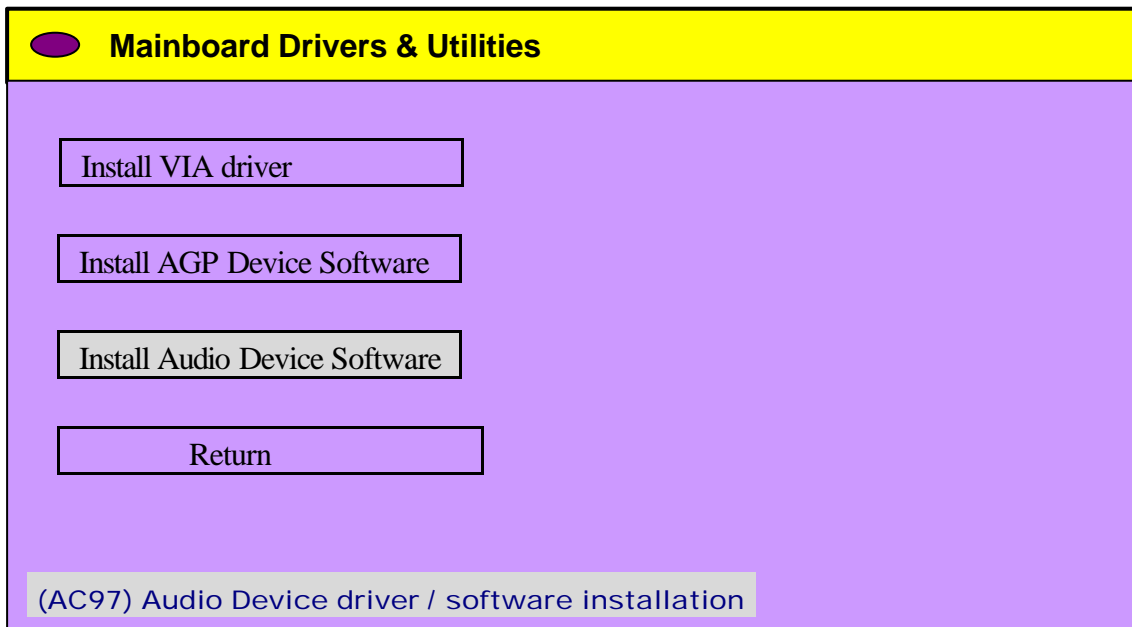 Mainboard Drivers & Utilities
Install VIA driver
Install AGP Device Software
Install Audio Device Software
Return
(AC97) Audio Device driver / software installation